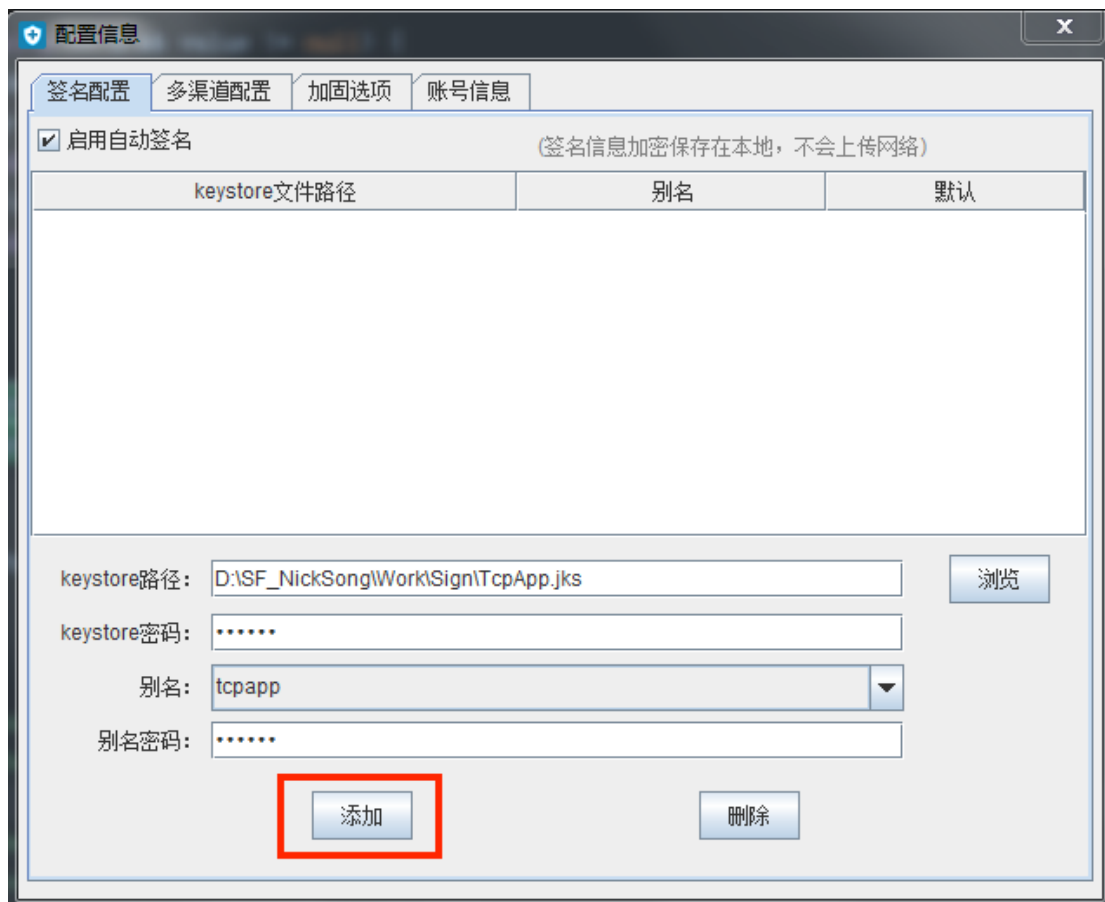 配置信息
签名配置 多渠道配置 加固选项 账号信息
启用自动签名 (签名信息加密保存在本地，不会上传网络)
keystore文件路径 别名 默认
keystore路径: D:\SF_NickSong\Work\Sign\TcpApp.jks 浏览
keystore密码: ••••••
别名: tcpapp
别名密码: ••••••
添加 删除